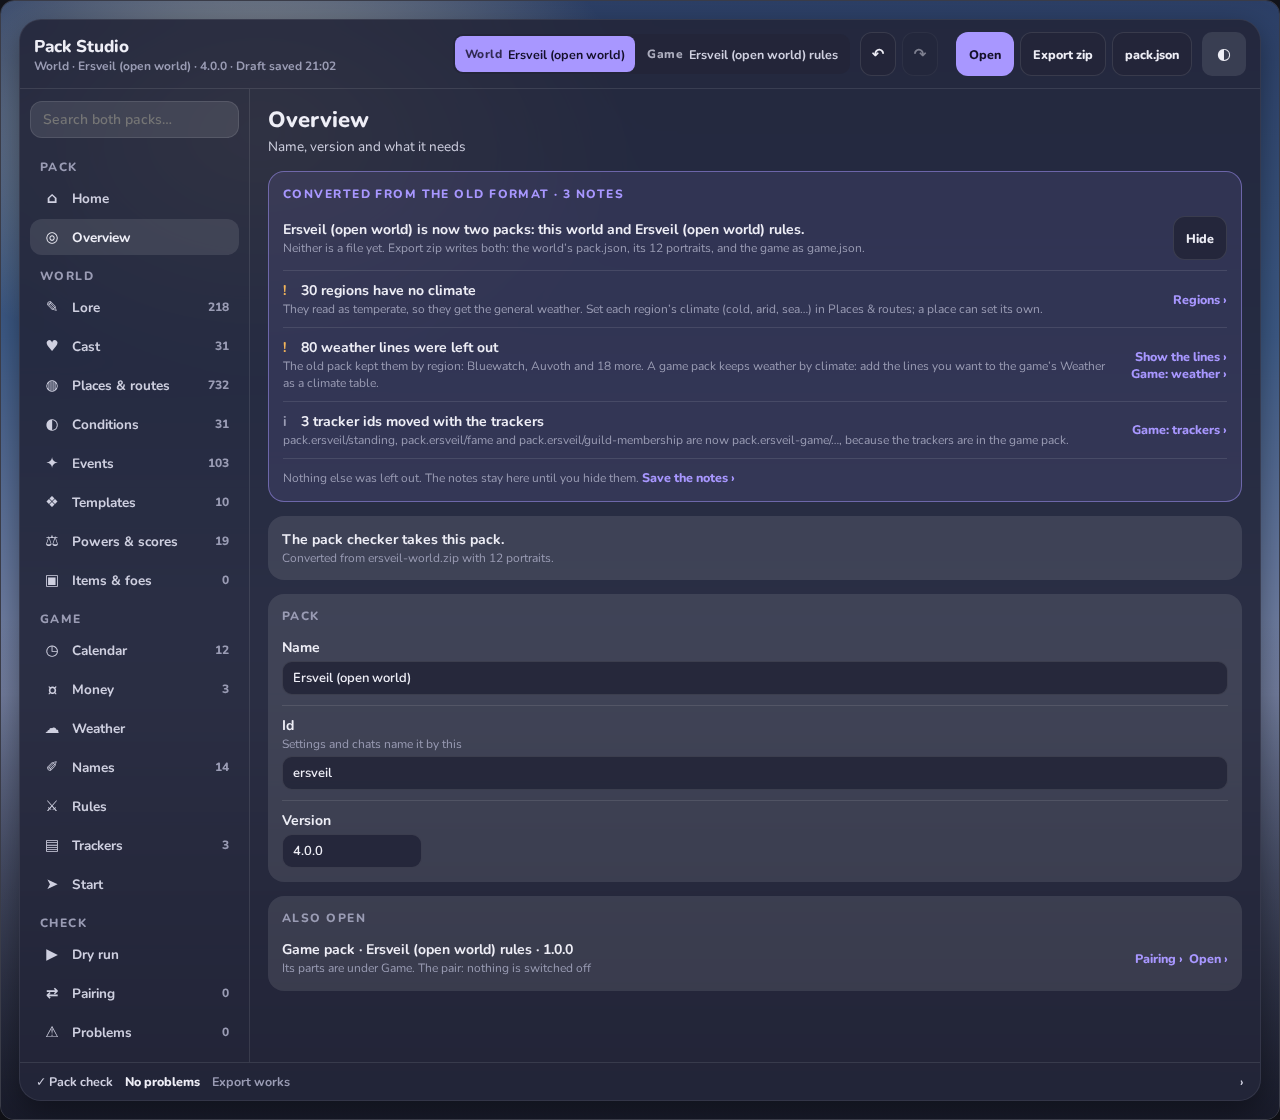 Pack Studio
World · Ersveil (open world) · 4.0.0 · Draft saved 21:02
World Ersveil (open world)
Game Ersveil (open world) rules
Open
Export zip
pack.json
Search both packs…
PACK
Home
Overview
WORLD
Lore 218
Cast 31
Places & routes 732
Conditions 31
Events 103
Templates 10
Powers & scores 19
Items & foes 0
GAME
Calendar 12
Money 3
Weather
Names 14
Rules
Trackers 3
Start
CHECK
Dry run
Pairing 0
Problems 0
Overview
Name, version and what it needs
CONVERTED FROM THE OLD FORMAT · 3 NOTES
Ersveil (open world) is now two packs: this world and Ersveil (open world) rules.
Neither is a file yet. Export zip writes both: the world's pack.json, its 12 portraits, and the game as game.json.
Hide
! 30 regions have no climate
They read as temperate, so they get the general weather. Set each region's climate (cold, arid, sea…) in Places & routes; a place can set its own.
Regions ›
! 80 weather lines were left out
The old pack kept them by region: Bluewatch, Auvoth and 18 more. A game pack keeps weather by climate: add the lines you want to the game's Weather
as a climate table.
Show the lines ›
Game: weather ›
i 3 tracker ids moved with the trackers
pack.ersveil/standing, pack.ersveil/fame and pack.ersveil/guild-membership are now pack.ersveil-game/…, because the trackers are in the game pack.
Game: trackers ›
Nothing else was left out. The notes stay here until you hide them. Save the notes ›
The pack checker takes this pack.
Converted from ersveil-world.zip with 12 portraits.
PACK
Name
Ersveil (open world)
Id
Settings and chats name it by this
ersveil
Version
4.0.0
ALSO OPEN
Game pack · Ersveil (open world) rules · 1.0.0
Its parts are under Game. The pair: nothing is switched off
Pairing › Open ›
✓ Pack check No problems Export works ›